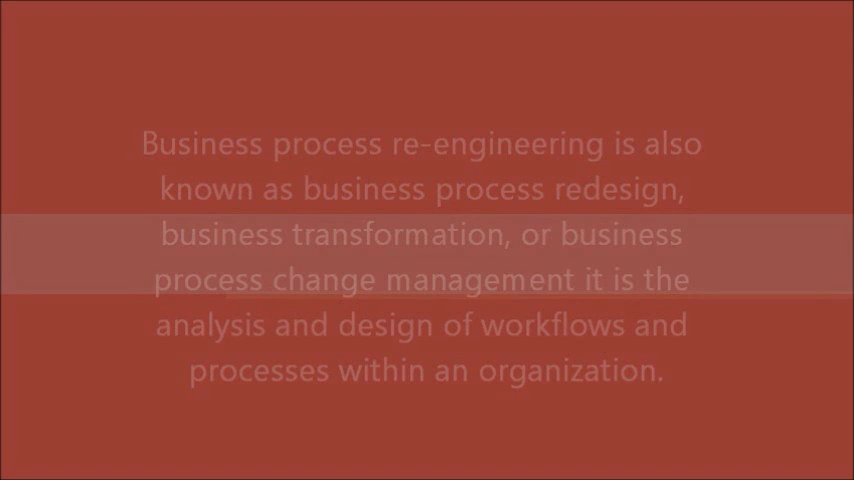 Business process re-engineering is also
known as business process redesign,
business transformation, or business
process change management it is the
analysis and design of workflows and
processes within an organization.